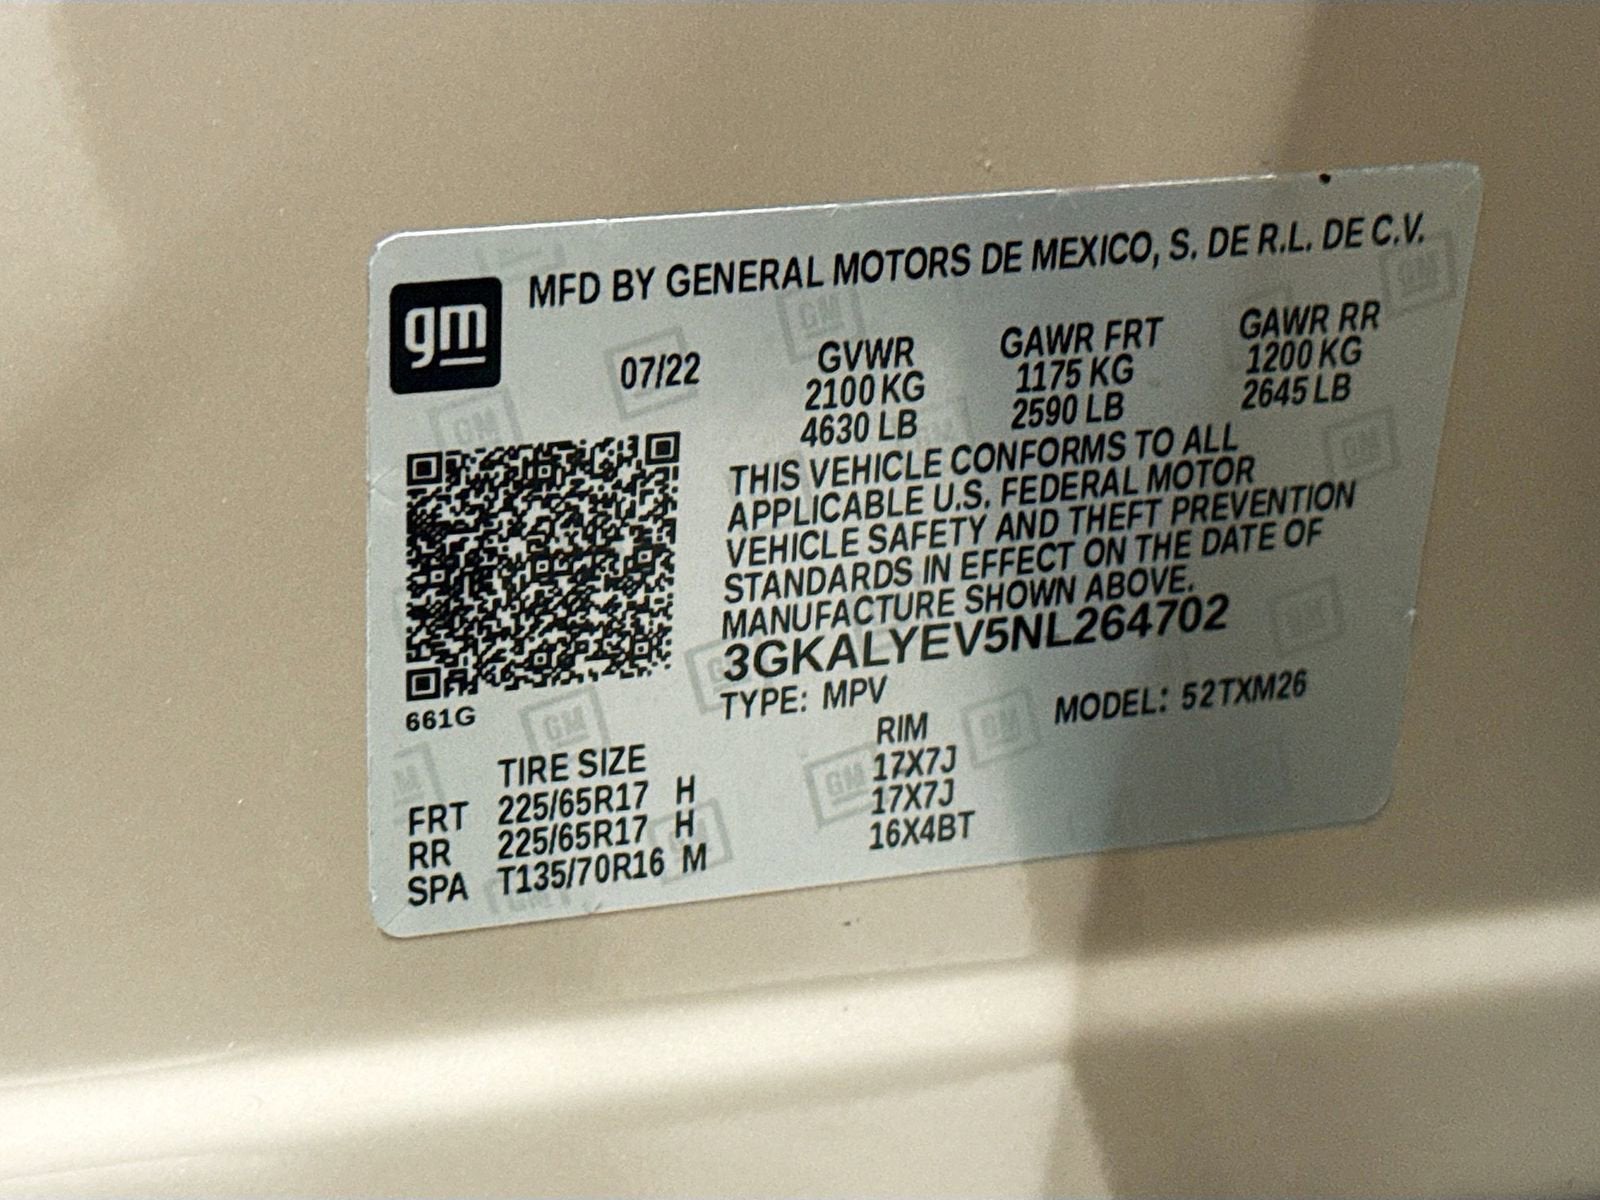 gm
MFD BY GENERAL MOTORS DE MEXICO, S. DE R.L. DE C.V.
07/22 GVWR GAWR FRT GAWR RR
2100 KG 1175 KG 1200 KG
4630 LB 2590 LB 2645 LB
THIS VEHICLE CONFORMS TO ALL
APPLICABLE U.S. FEDERAL MOTOR
VEHICLE SAFETY AND THEFT PREVENTION
STANDARDS IN EFFECT ON THE DATE OF
MANUFACTURE SHOWN ABOVE.
3GKALYEV5NL264702
661G
TYPE: MPV MODEL: 52TXM26
TIRE SIZE RIM
FRT 225/65R17 H 17X7J
RR 225/65R17 H 17X7J
SPA T135/70R16 M 16X4BT